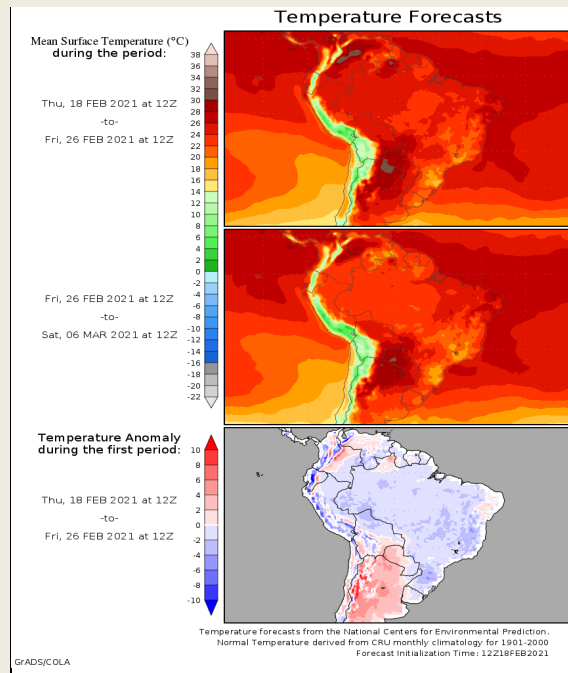 Temperature Forecasts
Mean Surface Temperature (°C)
during the period:
Thu, 18 FEB 2021 at 12Z
-to-
Fri, 26 FEB 2021 at 12Z
38
36
34
32
30
28
26
24
22
20
18
16
14
12
10
8
6
4
2
0
-2
-4
-6
-8
-10
-12
-14
-16
-18
-20
-22
Fri, 26 FEB 2021 at 12Z
-to-
Sat, 06 MAR 2021 at 12Z
Temperature Anomaly
during the first period:
Thu, 18 FEB 2021 at 12Z
-to-
Fri, 26 FEB 2021 at 12Z
10
8
6
4
2
0
-2
-4
-6
-8
-10
Temperature forecasts from the National Centers for Environmental Prediction.
Normal Temperature derived from CRU monthly climatology for 1901-2000
Forecast Initialization Time: 12Z18FEB2021
GrADS/COLA